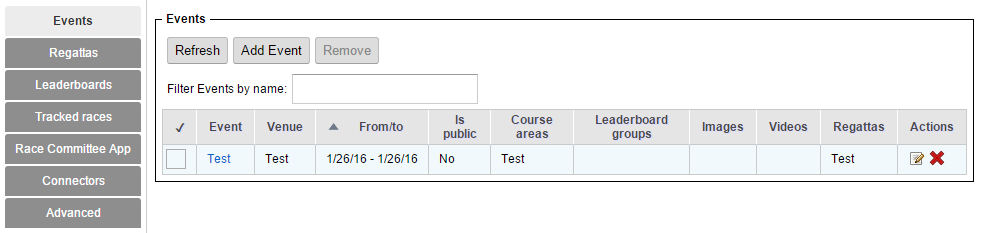 Events
Regattas
Leaderboards
Tracked races
Race Committee App
Connectors
Advanced
Events
Refresh Add Event Remove
Filter Events by name:
Event Venue From/to Is public Course areas Leaderboard groups Images Videos Regattas Actions
Test Test 1/26/16 - 1/26/16 No Test Test